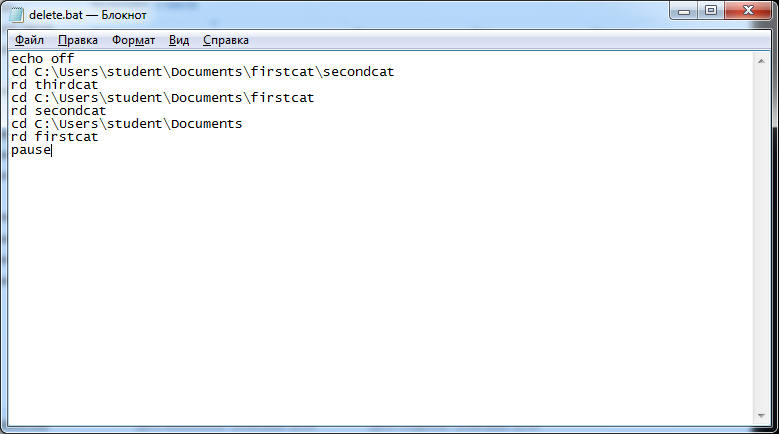 delete.bat — Блокнот
Файл Правка Формат Вид Справка
echo off
cd C:\Users\student\Documents\firstcat\secondcat
rd thirdcat
cd C:\Users\student\Documents\firstcat
rd secondcat
cd C:\Users\student\Documents
rd firstcat
pause